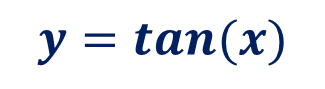 y = tan(x)